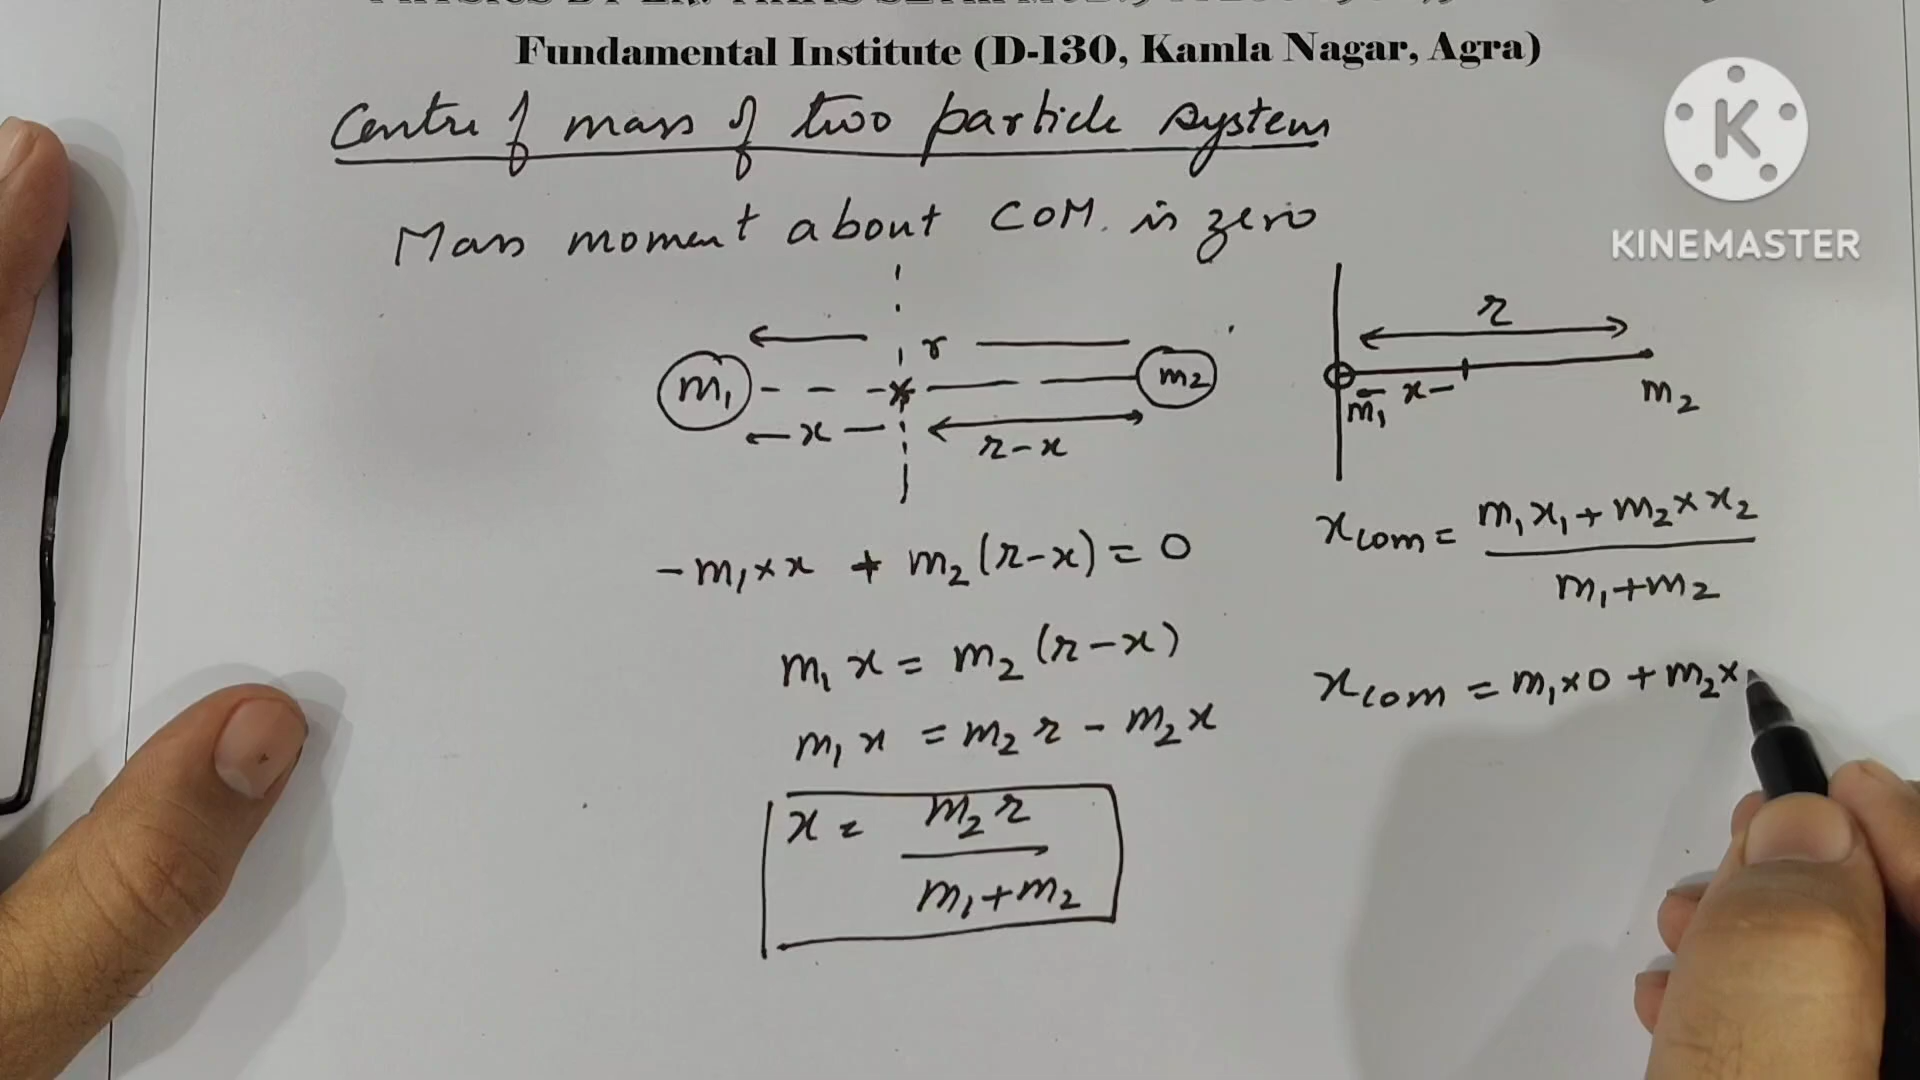 Fundamental Institute (D-130, Kamla Nagar, Agra)
Centre of mass of two particle system
Mass moment about COM. is zero
KINEMASTER
r
m₁ x m₂
x r-x
r
m₁ x m₂
-m₁×x + m₂(r-x) = 0
m₁x = m₂(r-x)
m₁x = m₂r - m₂x
x = m₂r / m₁+m₂
xcom = m₁x₁ + m₂×x₂ / m₁+m₂
xcom = m₁×0 + m₂×